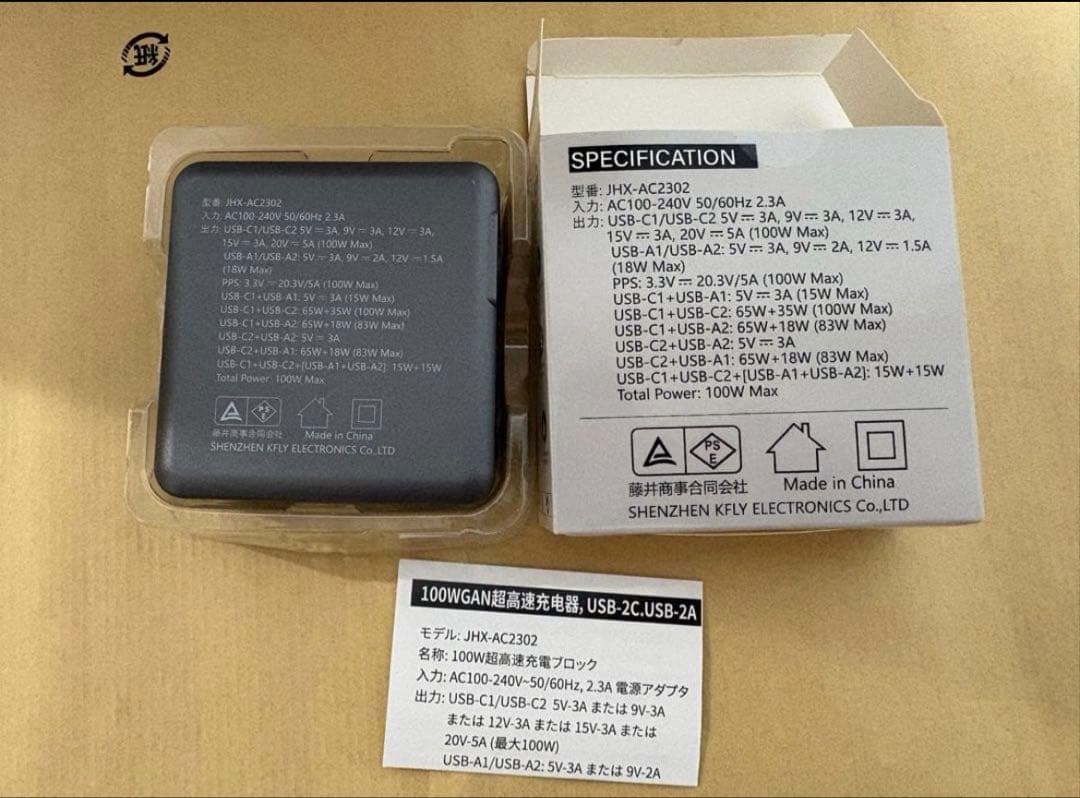 紙
型番: JHX-AC2302
入力: AC100-240V 50/60Hz 2.3A
出力: USB-C1/USB-C2 5V⎓3A, 9V⎓3A, 12V⎓3A,
15V⎓3A, 20V⎓5A (100W Max)
USB-A1/USB-A2: 5V⎓3A, 9V⎓2A, 12V⎓1.5A
(18W Max)
PPS: 3.3V⎓20.3V/5A (100W Max)
USB-C1+USB-A1: 5V⎓3A (15W Max)
USB-C1+USB-C2: 65W+35W (100W Max)
USB-C1+USB-A2: 65W+18W (83W Max)
USB-C2+USB-A2: 5V⎓3A
USB-C2+USB-A1: 65W+18W (83W Max)
USB-C1+USB-C2+[USB-A1+USB-A2]: 15W+15W
Total Power: 100W Max
PS
E
藤井商事合同会社
Made in China
SHENZHEN KFLY ELECTRONICS Co.,LTD
SPECIFICATION
型番: JHX-AC2302
入力: AC100-240V 50/60Hz 2.3A
出力: USB-C1/USB-C2 5V⎓3A, 9V⎓3A, 12V⎓3A,
15V⎓3A, 20V⎓5A (100W Max)
USB-A1/USB-A2: 5V⎓3A, 9V⎓2A, 12V⎓1.5A
(18W Max)
PPS: 3.3V⎓20.3V/5A (100W Max)
USB-C1+USB-A1: 5V⎓3A (15W Max)
USB-C1+USB-C2: 65W+35W (100W Max)
USB-C1+USB-A2: 65W+18W (83W Max)
USB-C2+USB-A2: 5V⎓3A
USB-C2+USB-A1: 65W+18W (83W Max)
USB-C1+USB-C2+[USB-A1+USB-A2]: 15W+15W
Total Power: 100W Max
PS
E
藤井商事合同会社
Made in China
SHENZHEN KFLY ELECTRONICS Co.,LTD
100WGAN超高速充电器, USB-2C.USB-2A
モデル: JHX-AC2302
名称: 100W超高速充電ブロック
入力: AC100-240V~50/60Hz, 2.3A 電源アダプタ
出力: USB-C1/USB-C2 5V-3A または 9V-3A
または 12V-3A または 15V-3A または
20V-5A (最大100W)
USB-A1/USB-A2: 5V-3A または 9V-2A